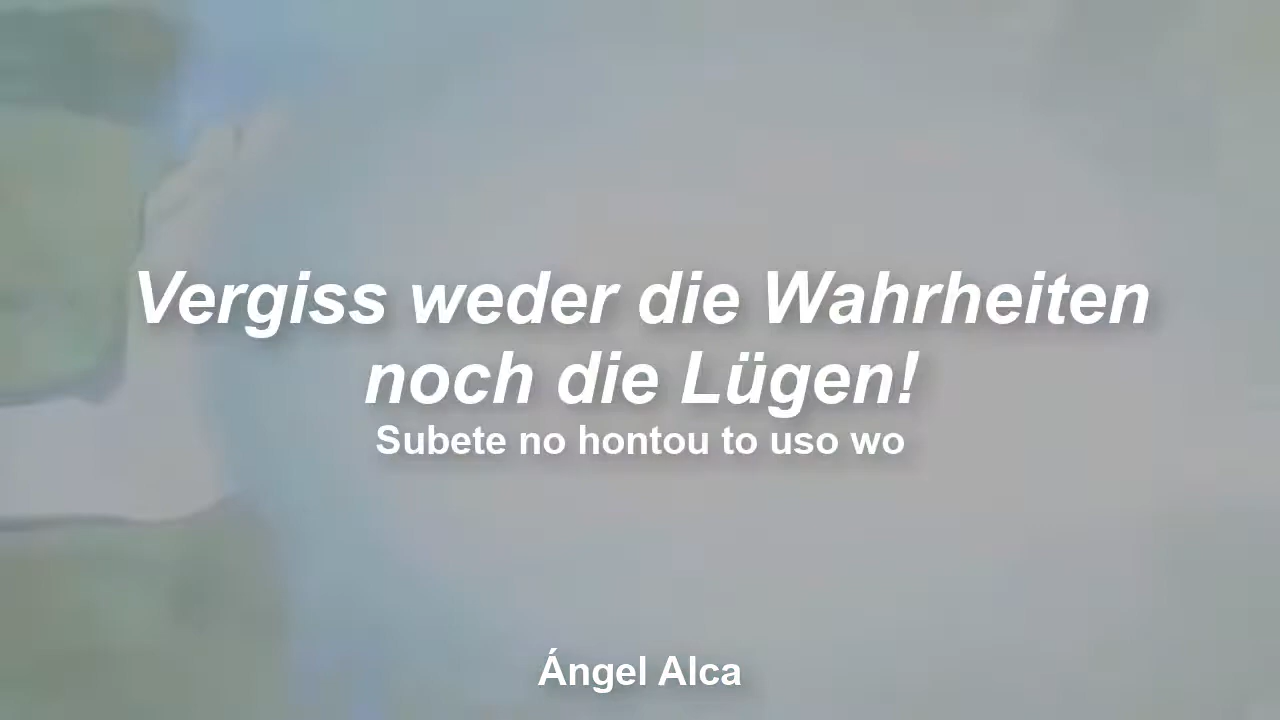 Vergiss weder die Wahrheiten
noch die Lügen!
Subete no hontou to uso wo
Ángel Alca